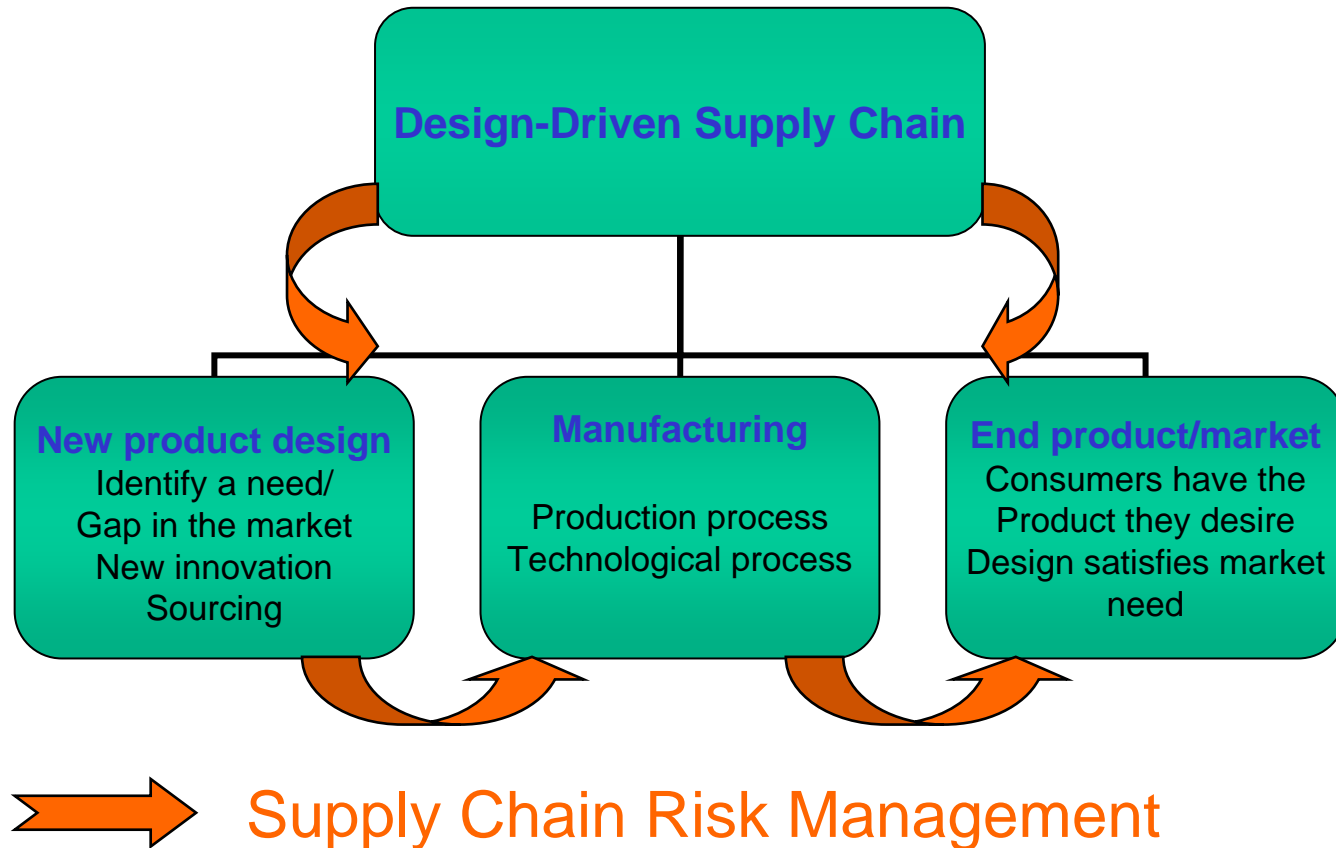 Design-Driven Supply Chain
New product design
Identify a need/
Gap in the market
New innovation
Sourcing
Manufacturing
Production process
Technological process
End product/market
Consumers have the
Product they desire
Design satisfies market
need
Supply Chain Risk Management